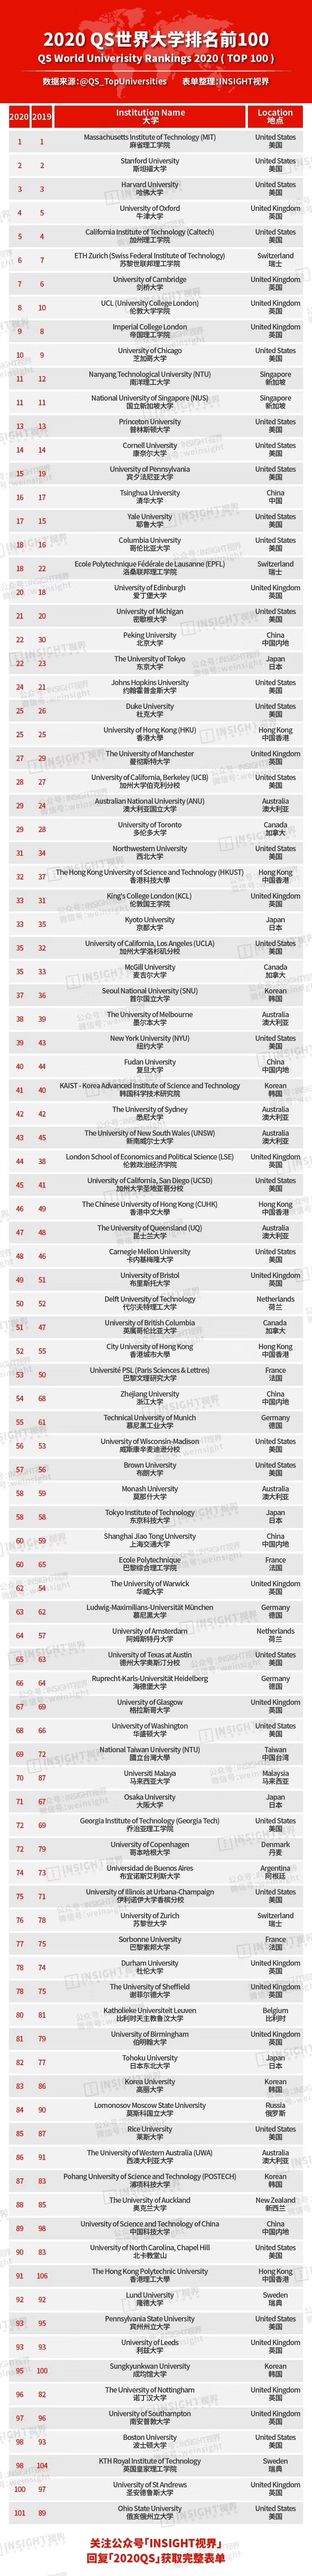 2020 QS世界大学排名前100
QS World Univerisity Rankings 2020 ( TOP 100 )
数据来源：@QS_TopUniversities 表单整理：INSIGHT视界
2020 2019 Institution Name Location
大学 地点
1 1 Massachusetts Institute of Technology (MIT) United States
麻省理工学院 美国
2 2 Stanford University United States
斯坦福大学 美国
3 3 Harvard University United States
哈佛大学 美国
4 5 University of Oxford United Kingdom
牛津大学 英国
5 4 California Institute of Technology (Caltech) United States
加州理工学院 美国
6 7 ETH Zurich (Swiss Federal Institute of Technology) Switzerland
苏黎世联邦理工学院 瑞士
7 6 University of Cambridge United Kingdom
剑桥大学 英国
8 10 UCL (University College London) United Kingdom
伦敦大学学院 英国
9 8 Imperial College London United Kingdom
帝国理工学院 英国
10 9 University of Chicago United States
芝加哥大学 美国
11 12 Nanyang Technological University (NTU) Singapore
南洋理工大学 新加坡
11 11 National University of Singapore (NUS) Singapore
国立新加坡大学 新加坡
13 13 Princeton University United States
普林斯顿大学 美国
14 14 Cornell University United States
康奈尔大学 美国
15 19 University of Pennsylvania United States
宾夕法尼亚大学 美国
16 17 Tsinghua University China
清华大学 中国
17 15 Yale University United States
耶鲁大学 美国
18 16 Columbia University United States
哥伦比亚大学 美国
18 22 Ecole Polytechnique Fédérale de Lausanne (EPFL) Switzerland
洛桑联邦理工学院 瑞士
20 18 University of Edinburgh United Kingdom
爱丁堡大学 英国
21 20 University of Michigan United States
密歇根大学 美国
22 30 Peking University China
北京大学 中国内地
22 23 The University of Tokyo Japan
东京大学 日本
24 21 Johns Hopkins University United States
约翰霍普金斯大学 美国
25 26 Duke University United States
杜克大学 美国
25 25 University of Hong Kong (HKU) Hong Kong
香港大學 中国香港
27 29 The University of Manchester United Kingdom
曼彻斯特大学 英国
28 27 University of California, Berkeley (UCB) United States
加州大学伯克利分校 美国
29 24 Australian National University (ANU) Australia
澳大利亚国立大学 澳大利亚
29 28 University of Toronto Canada
多伦多大学 加拿大
31 34 Northwestern University United States
西北大学 美国
32 37 The Hong Kong University of Science and Technology (HKUST) Hong Kong
香港科技大學 中国香港
33 31 King's College London (KCL) United Kingdom
伦敦国王学院 英国
33 35 Kyoto University Japan
京都大学 日本
35 32 University of California, Los Angeles (UCLA) United States
加州大学洛杉矶分校 美国
35 33 McGill University Canada
麦吉尔大学 加拿大
37 36 Seoul National University (SNU) Korean
首尔国立大学 韩国
38 39 The University of Melbourne Australia
墨尔本大学 澳大利亚
39 43 New York University (NYU) United States
纽约大学 美国
40 44 Fudan University China
复旦大学 中国内地
41 40 KAIST - Korea Advanced Institute of Science and Technology Korean
韩国科学技术研究院 韩国
42 42 The University of Sydney Australia
悉尼大学 澳大利亚
43 45 The University of New South Wales (UNSW) Australia
新南威尔士大学 澳大利亚
44 38 London School of Economics and Political Science (LSE) United Kingdom
伦敦政治经济学院 英国
45 41 University of California, San Diego (UCSD) United States
加州大学圣地亚哥分校 美国
46 49 The Chinese University of Hong Kong (CUHK) Hong Kong
香港中文大學 中国香港
47 48 The University of Queensland (UQ) Australia
昆士兰大学 澳大利亚
48 46 Carnegie Mellon University United States
卡内基梅隆大学 美国
49 51 University of Bristol United Kingdom
布里斯托大学 英国
50 52 Delft University of Technology Netherlands
代尔夫特理工大学 荷兰
51 47 University of British Columbia Canada
英属哥伦比亚大学 加拿大
52 55 City University of Hong Kong Hong Kong
香港城市大學 中国香港
53 50 Université PSL (Paris Sciences & Lettres) France
巴黎文理研究大学 法国
54 68 Zhejiang University China
浙江大学 中国内地
55 61 Technical University of Munich Germany
慕尼黑工业大学 德国
56 53 University of Wisconsin-Madison United States
威斯康辛麦迪逊分校 美国
57 56 Brown University United States
布朗大学 美国
58 59 Monash University Australia
莫那什大学 澳大利亚
58 58 Tokyo Institute of Technology Japan
东京科技大学 日本
60 59 Shanghai Jiao Tong University China
上海交通大学 中国内地
60 65 Ecole Polytechnique France
巴黎综合理工学院 法国
62 54 The University of Warwick United Kingdom
华威大学 英国
63 62 Ludwig-Maximilians-Universität München Germany
慕尼黑大学 德国
64 57 University of Amsterdam Netherlands
阿姆斯特丹大学 荷兰
65 63 University of Texas at Austin United States
德州大学奥斯汀分校 美国
66 64 Ruprecht-Karls-Universität Heidelberg Germany
海德堡大学 德国
67 69 University of Glasgow United Kingdom
格拉斯哥大学 英国
68 66 University of Washington United States
华盛顿大学 美国
69 72 National Taiwan University (NTU) Taiwan
國立台灣大學 中国台湾
70 87 Universiti Malaya Malaysia
马来西亚大学 马来西亚
71 67 Osaka University Japan
大阪大学 日本
72 69 Georgia Institute of Technology (Georgia Tech) United States
乔治亚理工学院 美国
72 79 University of Copenhagen Denmark
哥本哈根大学 丹麦
74 73 Universidad de Buenos Aires Argentina
布宜诺斯艾利斯大学 阿根廷
75 71 University of Illinois at Urbana-Champaign United States
伊利诺伊大学香槟分校 美国
76 78 University of Zurich Switzerland
苏黎世大学 瑞士
77 75 Sorbonne University France
巴黎索邦大学 法国
78 74 Durham University United Kingdom
杜伦大学 英国
78 75 The University of Sheffield United Kingdom
谢菲尔德大学 英国
80 81 Katholieke Universiteit Leuven Belgium
比利时天主教鲁汶大学 比利时
81 79 University of Birmingham United Kingdom
伯明翰大学 英国
82 77 Tohoku University Japan
日本东北大学 日本
83 86 Korea University Korean
高丽大学 韩国
84 90 Lomonosov Moscow State University Russia
莫斯科国立大学 俄罗斯
85 87 Rice University United States
莱斯大学 美国
86 91 The University of Western Australia (UWA) Australia
西澳大利亚大学 澳大利亚
87 83 Pohang University of Science and Technology (POSTECH) Korean
浦项科技大学 韩国
88 85 The University of Auckland New Zealand
奥克兰大学 新西兰
89 98 University of Science and Technology of China China
中国科技大学 中国内地
90 83 University of North Carolina, Chapel Hill United States
北卡教堂山 美国
91 106 The Hong Kong Polytechnic University Hong Kong
香港理工大學 中国香港
92 92 Lund University Sweden
隆德大学 瑞典
93 95 Pennsylvania State University United States
宾州州立大学 美国
93 93 University of Leeds United Kingdom
利兹大学 英国
95 100 Sungkyunkwan University Korean
成均馆大学 韩国
96 82 The University of Nottingham United Kingdom
诺丁汉大学 英国
97 96 University of Southampton United Kingdom
南安普敦大学 英国
98 93 Boston University United States
波士顿大学 美国
98 104 KTH Royal Institute of Technology Sweden
英国皇家理工学院 瑞典
100 97 University of St Andrews United Kingdom
圣安德鲁斯大学 英国
101 89 Ohio State University United States
俄亥俄州立大学 美国
关注公众号「INSIGHT视界」
回复「2020QS」获取完整表单